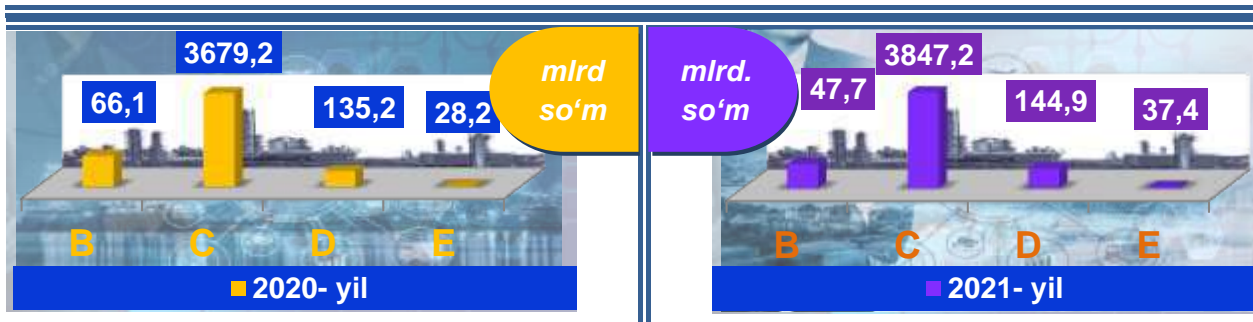 3679,2
66,1
135,2
28,2
mlrd
so‘m
B C D E
2020- yil
mlrd.
so‘m
3847,2
47,7
144,9
37,4
B C D E
2021- yil